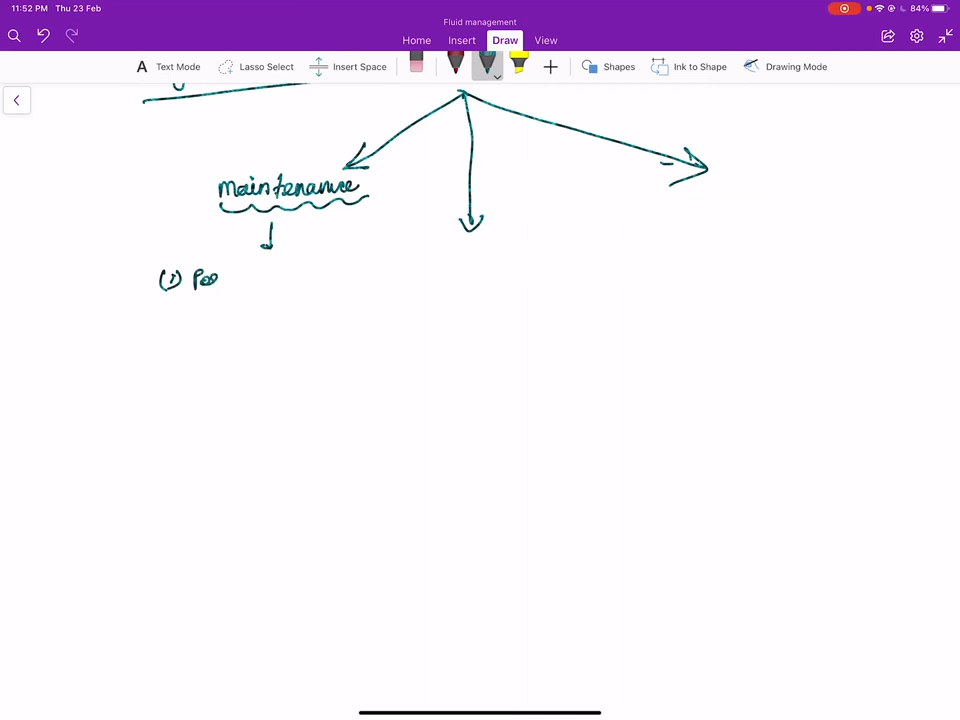 11:52 PM Thu 23 Feb 84%
Fluid management
Home Insert Draw View
A Text Mode Lasso Select Insert Space Shapes Ink to Shape Drawing Mode
maintenance
(1) Poo